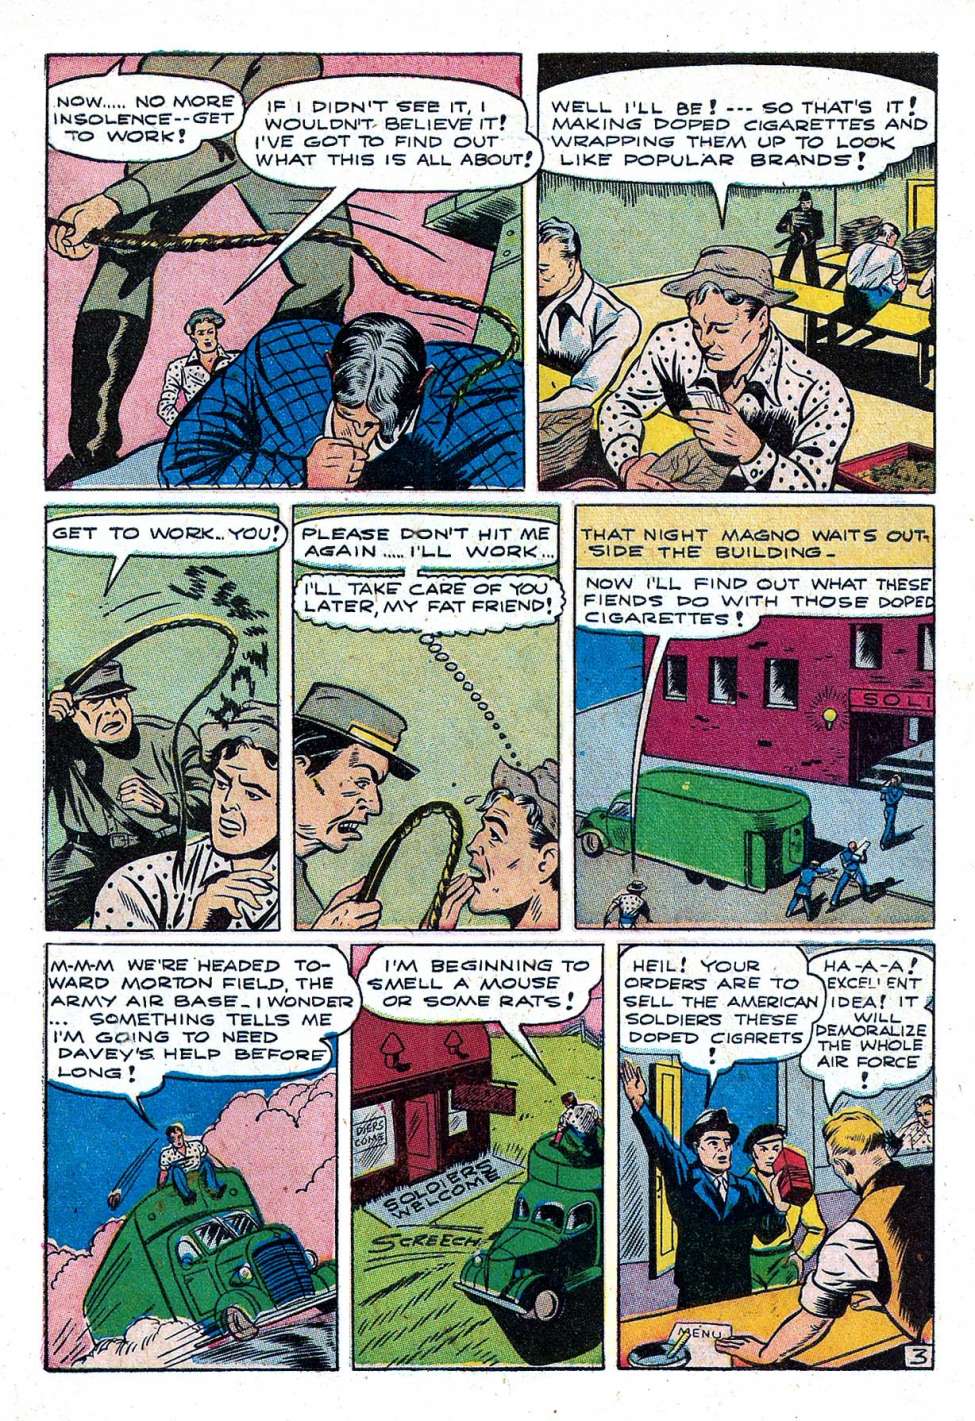 NOW..... NO MORE
INSOLENCE--GET
TO WORK!
IF I DIDN'T SEE IT, I
WOULDN'T BELIEVE IT!
I'VE GOT TO FIND OUT
WHAT THIS IS ALL ABOUT!
WELL I'LL BE! --- SO THAT'S IT!
MAKING DOPED CIGARETTES AND
WRAPPING THEM UP TO LOOK
LIKE POPULAR BRANDS!
GET TO WORK.. YOU!
PLEASE DON'T HIT ME
AGAIN ..... I'LL WORK...
I'LL TAKE CARE OF YOU
LATER, MY FAT FRIEND!
THAT NIGHT MAGNO WAITS OUT-
SIDE THE BUILDING-
NOW I'LL FIND OUT WHAT THESE
FIENDS DO WITH THOSE DOPED
CIGARETTES!
SOLI
M-M-M WE'RE HEADED TO-
WARD MORTON FIELD, THE
ARMY AIR BASE - I WONDER
... SOMETHING TELLS ME
I'M GOING TO NEED
DAVEY'S HELP BEFORE
LONG!
I'M BEGINNING TO
SMELL A MOUSE
OR SOME RATS!
DIERS
COME
SOLDIERS
WELCOME
SCREECH
HEIL! YOUR
ORDERS ARE TO
SELL THE AMERICAN
SOLDIERS THESE
DOPED CIGARETS
!
HA-A-A!
EXCELLENT
IDEA! IT
WILL
DEMORALIZE
THE WHOLE
AIR FORCE
!
MENU
3